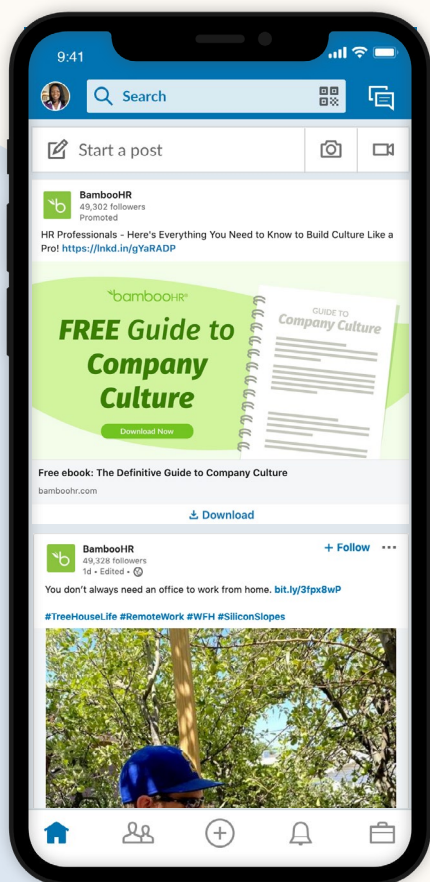 9:41
Search
Start a post
BambooHR
49,302 followers
Promoted
HR Professionals - Here's Everything You Need to Know to Build Culture Like a
Pro! https://lnkd.in/gYaRADP
bambooHR®
FREE Guide to
Company
Culture
Download Now
GUIDE TO
Company Culture
Free ebook: The Definitive Guide to Company Culture
bamboohr.com
Download
BambooHR
+ Follow
49,328 followers
1d • Edited •
You don't always need an office to work from home. bit.ly/3fpx8wP
#TreeHouseLife #RemoteWork #WFH #SiliconSlopes